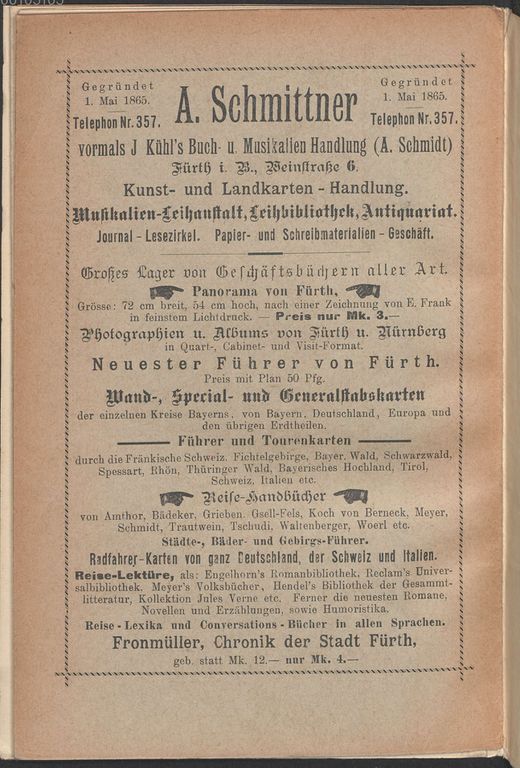 00103103
Gegründet
1. Mai 1865.
Telephon Nr. 357.
A. Schmittner
Gegründet
1. Mai 1865.
Telephon Nr. 357.
vormals J Kühl's Buch- u. Musikalien Handlung (A. Schmidt)
Fürth i. B., Weinstraße 6.
Kunst- und Landkarten - Handlung.
Musikalien-Leihanstalt, Leihbibliothek, Antiquariat.
Journal - Lesezirkel. Papier- und Schreibmaterialien - Geschäft.
Großes Lager von Geschäftsbüchern aller Art.
Panorama von Fürth,
Grösse: 72 cm breit, 54 cm hoch, nach einer Zeichnung von E. Frank
in feinstem Lichtdruck. — Preis nur Mk. 3.—
Photographien u. Albums von Fürth u. Nürnberg
in Quart-, Cabinet- und Visit-Format.
Neuester Führer von Fürth.
Preis mit Plan 50 Pfg.
Wand-, Special- und Generalstabskarten
der einzelnen Kreise Bayerns, von Bayern, Deutschland, Europa und
den übrigen Erdtheilen.
Führer und Tourenkarten
durch die Fränkische Schweiz, Fichtelgebirge, Bayer. Wald, Schwarzwald,
Spessart, Rhön, Thüringer Wald, Bayerisches Hochland, Tirol,
Schweiz, Italien etc.
Reise-Handbücher
von Amthor, Bädeker, Grieben, Gsell-Fels, Koch von Berneck, Meyer,
Schmidt, Trautwein, Tschudi, Waltenberger, Woerl etc.
Städte-, Bäder- und Gebirgs-Führer.
Radfahrer-Karten von ganz Deutschland, der Schweiz und Italien.
Reise-Lektüre, als: Engelhorn's Romanbibliothek, Reclam's Univer-
salbibliothek, Meyer's Volksbücher, Hendel's Bibliothek der Gesammt-
litteratur, Kollektion Jules Verne etc. Ferner die neuesten Romane,
Novellen und Erzählungen, sowie Humoristika.
Reise - Lexika und Conversations - Bücher in allen Sprachen.
Fronmüller, Chronik der Stadt Fürth,
geb. statt Mk. 12.— nur Mk. 4.—